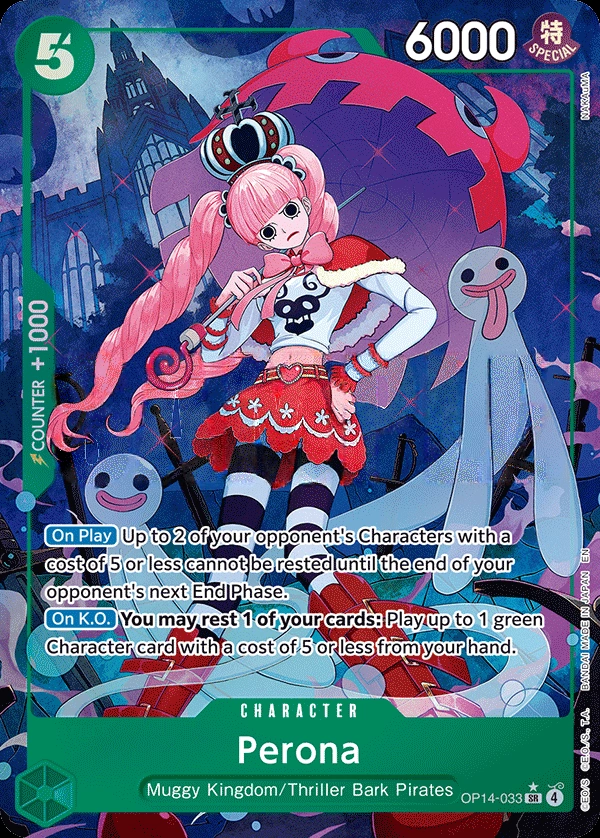 5
6000
特
SPECIAL
NAKAuMA
COUNTER +1000
On Play Up to 2 of your opponent's Characters with a
cost of 5 or less cannot be rested until the end of your
opponent's next End Phase.
On K.O. You may rest 1 of your cards: Play up to 1 green
Character card with a cost of 5 or less from your hand.
©EO/S ©E.O./S., T.A. BANDAI MADE IN JAPAN EN
CHARACTER
Perona
Muggy Kingdom/Thriller Bark Pirates
OP14-033 SR 4